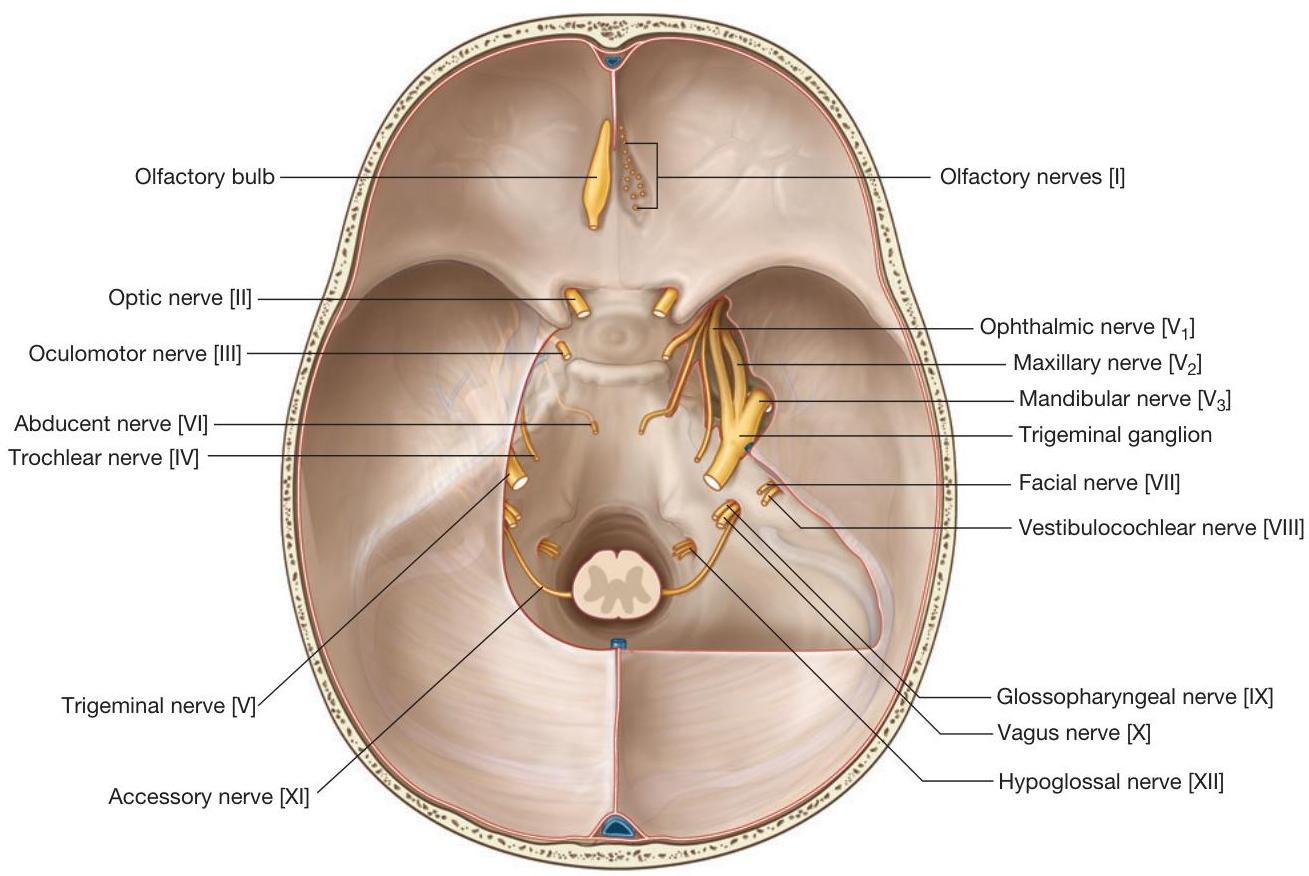 Olfactory bulb
Olfactory nerves [I]
Optic nerve [II]
Oculomotor nerve [III]
Abducent nerve [VI]
Trochlear nerve [IV]
Ophthalmic nerve [V₁]
Maxillary nerve [V₂]
Mandibular nerve [V₃]
Trigeminal ganglion
Facial nerve [VII]
Vestibulocochlear nerve [VIII]
Trigeminal nerve [V]
Accessory nerve [XI]
Glossopharyngeal nerve [IX]
Vagus nerve [X]
Hypoglossal nerve [XII]